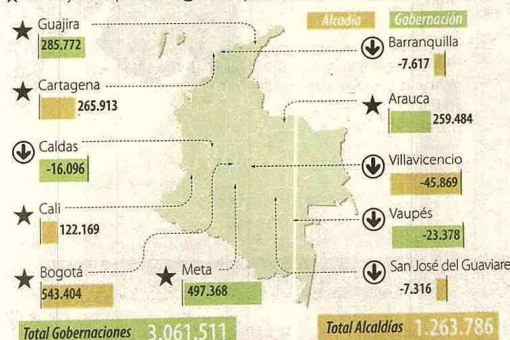 Alcaldía
Gobernación
Guajira
285.772
Cartagena
265.913
Caldas
-16.096
Cali
122.169
Bogotá
543.404
Meta
497.368
Barranquilla
-7.617
Arauca
259.484
Villavicencio
-45.869
Vaupés
-23.378
San José del Guaviare
-7.316
Total Gobernaciones 3.061.511
Total Alcaldías 1.263.786